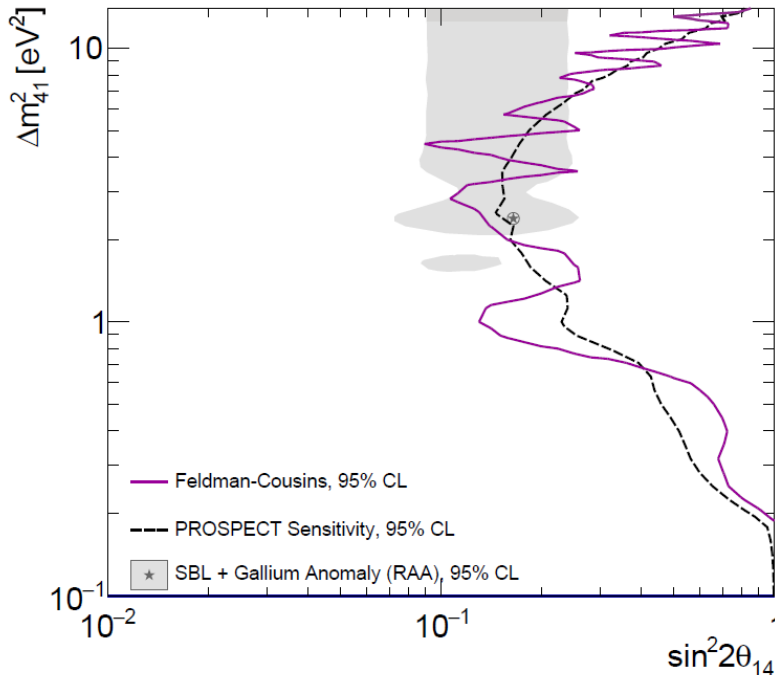 Δm²₄₁ [eV²]
10
1
10⁻¹
Feldman-Cousins, 95% CL
PROSPECT Sensitivity, 95% CL
SBL + Gallium Anomaly (RAA), 95% CL
10⁻² 10⁻¹ 1
sin²2θ₁₄